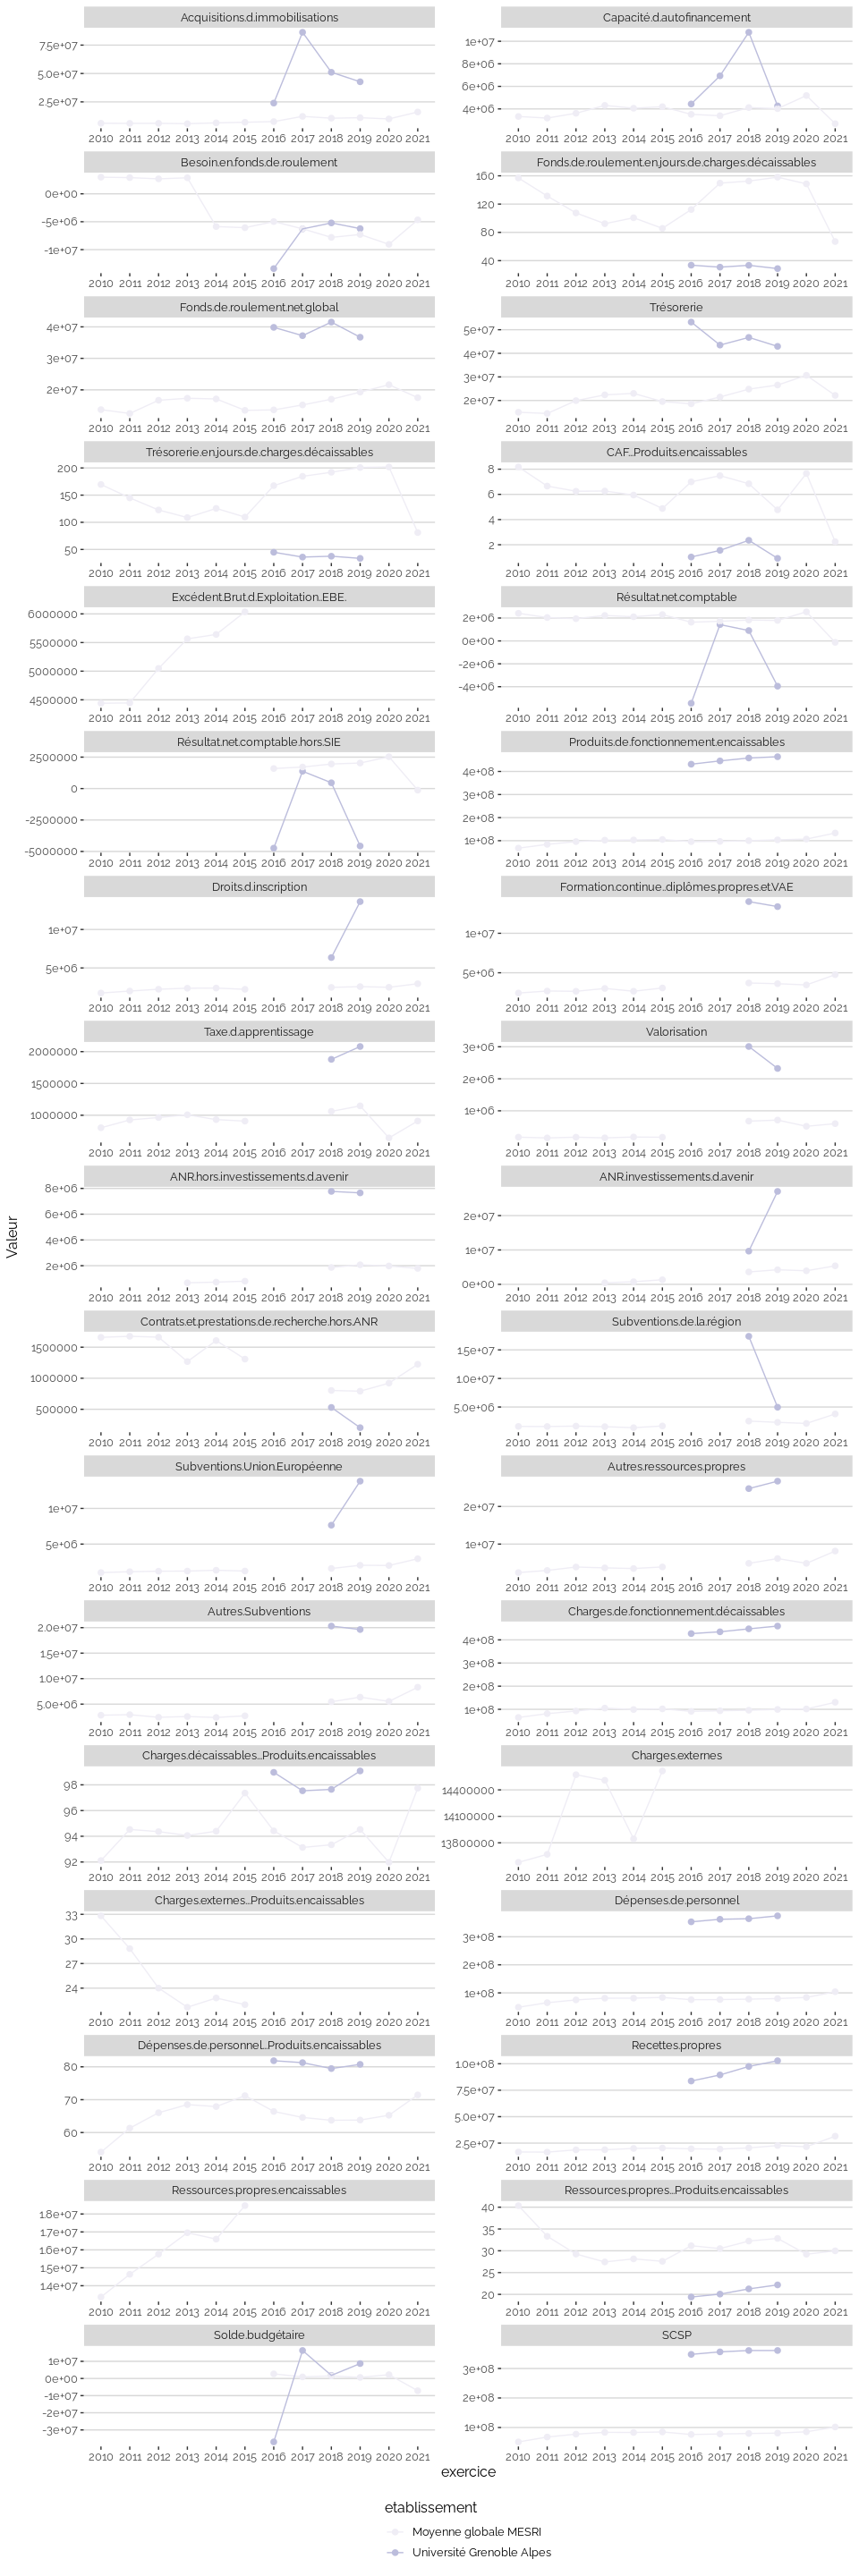 Acquisitions.d.immobilisations
7.5e+07
5.0e+07
2.5e+07
2010 2011 2012 2013 2014 2015 2016 2017 2018 2019 2020 2021
Capacité.d.autofinancement
1e+07
8e+06
6e+06
4e+06
2010 2011 2012 2013 2014 2015 2016 2017 2018 2019 2020 2021
Besoin.en.fonds.de.roulement
0e+00
-5e+06
-1e+07
2010 2011 2012 2013 2014 2015 2016 2017 2018 2019 2020 2021
Fonds.de.roulement.en.jours.de.charges.décaissables
160
120
80
40
2010 2011 2012 2013 2014 2015 2016 2017 2018 2019 2020 2021
Fonds.de.roulement.net.global
4e+07
3e+07
2e+07
2010 2011 2012 2013 2014 2015 2016 2017 2018 2019 2020 2021
Trésorerie
5e+07
4e+07
3e+07
2e+07
2010 2011 2012 2013 2014 2015 2016 2017 2018 2019 2020 2021
Trésorerie.en.jours.de.charges.décaissables
200
150
100
50
2010 2011 2012 2013 2014 2015 2016 2017 2018 2019 2020 2021
CAF...Produits.encaissables
8
6
4
2
2010 2011 2012 2013 2014 2015 2016 2017 2018 2019 2020 2021
Excédent.Brut.d.Exploitation..EBE.
6000000
5500000
5000000
4500000
2010 2011 2012 2013 2014 2015 2016 2017 2018 2019 2020 2021
Résultat.net.comptable
2e+06
0e+00
-2e+06
-4e+06
2010 2011 2012 2013 2014 2015 2016 2017 2018 2019 2020 2021
Résultat.net.comptable.hors.SIE
2500000
0
-2500000
-5000000
2010 2011 2012 2013 2014 2015 2016 2017 2018 2019 2020 2021
Produits.de.fonctionnement.encaissables
4e+08
3e+08
2e+08
1e+08
2010 2011 2012 2013 2014 2015 2016 2017 2018 2019 2020 2021
Droits.d.inscription
1e+07
5e+06
2010 2011 2012 2013 2014 2015 2016 2017 2018 2019 2020 2021
Formation.continue..diplômes.propres.et.VAE
1e+07
5e+06
2010 2011 2012 2013 2014 2015 2016 2017 2018 2019 2020 2021
Taxe.d.apprentissage
2000000
1500000
1000000
2010 2011 2012 2013 2014 2015 2016 2017 2018 2019 2020 2021
Valorisation
3e+06
2e+06
1e+06
2010 2011 2012 2013 2014 2015 2016 2017 2018 2019 2020 2021
ANR.hors.investissements.d.avenir
8e+06
6e+06
4e+06
2e+06
2010 2011 2012 2013 2014 2015 2016 2017 2018 2019 2020 2021
ANR.investissements.d.avenir
2e+07
1e+07
0e+00
2010 2011 2012 2013 2014 2015 2016 2017 2018 2019 2020 2021
Contrats.et.prestations.de.recherche.hors.ANR
1500000
1000000
500000
2010 2011 2012 2013 2014 2015 2016 2017 2018 2019 2020 2021
Subventions.de.la.région
1.5e+07
1.0e+07
5.0e+06
2010 2011 2012 2013 2014 2015 2016 2017 2018 2019 2020 2021
Subventions.Union.Européenne
1e+07
5e+06
2010 2011 2012 2013 2014 2015 2016 2017 2018 2019 2020 2021
Autres.ressources.propres
2e+07
1e+07
2010 2011 2012 2013 2014 2015 2016 2017 2018 2019 2020 2021
Autres.Subventions
2.0e+07
1.5e+07
1.0e+07
5.0e+06
2010 2011 2012 2013 2014 2015 2016 2017 2018 2019 2020 2021
Charges.de.fonctionnement.décaissables
4e+08
3e+08
2e+08
1e+08
2010 2011 2012 2013 2014 2015 2016 2017 2018 2019 2020 2021
Charges.décaissables...Produits.encaissables
98
96
94
92
2010 2011 2012 2013 2014 2015 2016 2017 2018 2019 2020 2021
Charges.externes
14400000
14100000
13800000
2010 2011 2012 2013 2014 2015 2016 2017 2018 2019 2020 2021
Charges.externes...Produits.encaissables
33
30
27
24
2010 2011 2012 2013 2014 2015 2016 2017 2018 2019 2020 2021
Dépenses.de.personnel
3e+08
2e+08
1e+08
2010 2011 2012 2013 2014 2015 2016 2017 2018 2019 2020 2021
Dépenses.de.personnel...Produits.encaissables
80
70
60
2010 2011 2012 2013 2014 2015 2016 2017 2018 2019 2020 2021
Recettes.propres
1.0e+08
7.5e+07
5.0e+07
2.5e+07
2010 2011 2012 2013 2014 2015 2016 2017 2018 2019 2020 2021
Ressources.propres.encaissables
1.8e+07
1.7e+07
1.6e+07
1.5e+07
1.4e+07
2010 2011 2012 2013 2014 2015 2016 2017 2018 2019 2020 2021
Ressources.propres...Produits.encaissables
40
35
30
25
20
2010 2011 2012 2013 2014 2015 2016 2017 2018 2019 2020 2021
Solde.budgétaire
1e+07
0e+00
-1e+07
-2e+07
-3e+07
2010 2011 2012 2013 2014 2015 2016 2017 2018 2019 2020 2021
SCSP
3e+08
2e+08
1e+08
2010 2011 2012 2013 2014 2015 2016 2017 2018 2019 2020 2021
Valeur
exercice
etablissement
Moyenne globale MESRI
Université Grenoble Alpes